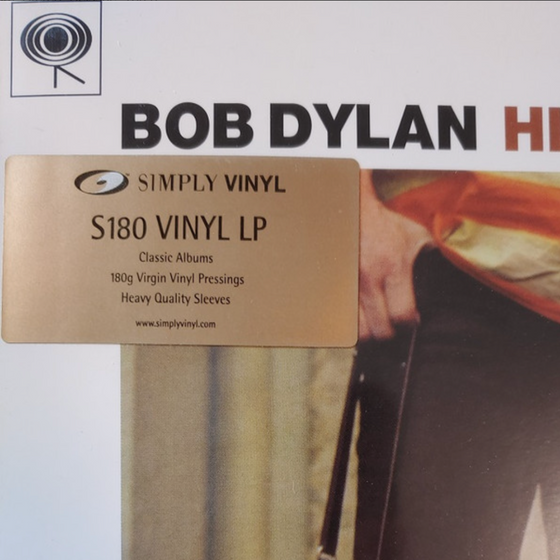 BOB DYLAN HI
SIMPLY VINYL
S180 VINYL LP
Classic Albums
180g Virgin Vinyl Pressings
Heavy Quality Sleeves
www.simplyvinyl.com